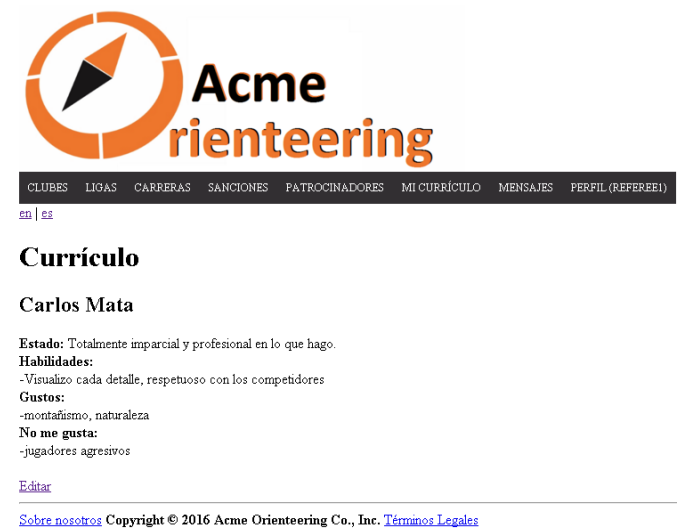 Acme
rienteering
CLUBES LIGAS CARRERAS SANCIONES PATROCINADORES MI CURRÍCULO MENSAJES PERFIL (REFEREE1)
en | es
Currículo
Carlos Mata
Estado: Totalmente imparcial y profesional en lo que hago.
Habilidades:
-Visualizo cada detalle, respetuoso con los competidores
Gustos:
-montañismo, naturaleza
No me gusta:
-jugadores agresivos
Editar
Sobre nosotros Copyright © 2016 Acme Orienteering Co., Inc. Términos Legales